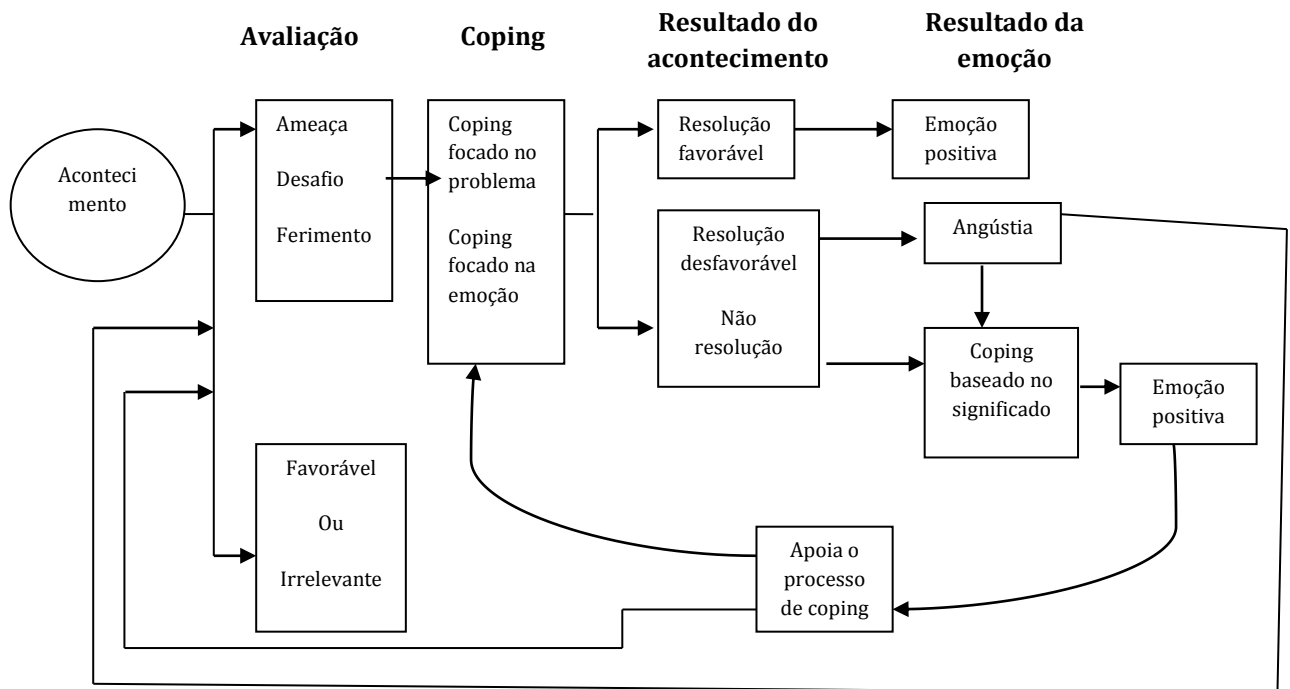 Avaliação
Coping
Resultado do
acontecimento
Resultado da
emoção
Aconteci
mento
Ameaça
Desafio
Ferimento
Coping
focado no
problema
Coping
focado na
emoção
Resolução
favorável
Emoção
positiva
Resolução
desfavorável
Não
resolução
Angústia
Coping
baseado no
significado
Emoção
positiva
Favorável
Ou
Irrelevante
Apoia o
processo
de coping